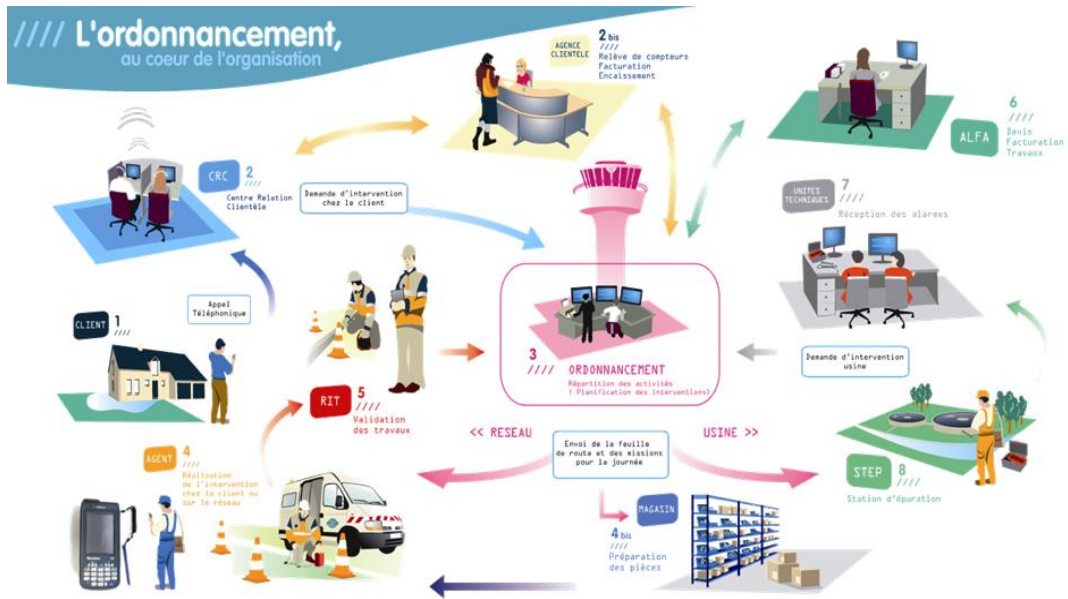 //// L'ordonnancement,
au coeur de l'organisation
AGENCE
CLIENTELE
2 bis
////
Relève de compteurs
Facturation
Encaissement
6
////
ALFA
Devis
Facturation
Travaux
CRC
2
////
Centre Relation
Clientèle
Demande d'intervention
chez le client
UNITES
TECHNIQUES
7
////
Réception des alarmes
Appel
Téléphonique
CLIENT
1
////
3
////
ORDONNANCEMENT
Répartition des activités
( Planification des interventions)
Demande d'intervention
usine
RIT
5
////
Validation
des travaux
<< RESEAU
USINE >>
Envoi de la feuille
de route et des missions
pour la journée
AGENT
4
////
Réalisation
de l'intervention
chez le client ou
sur le réseau
STEP
8
////
Station d'épuration
MAGASIN
4 bis
////
Préparation
des pièces